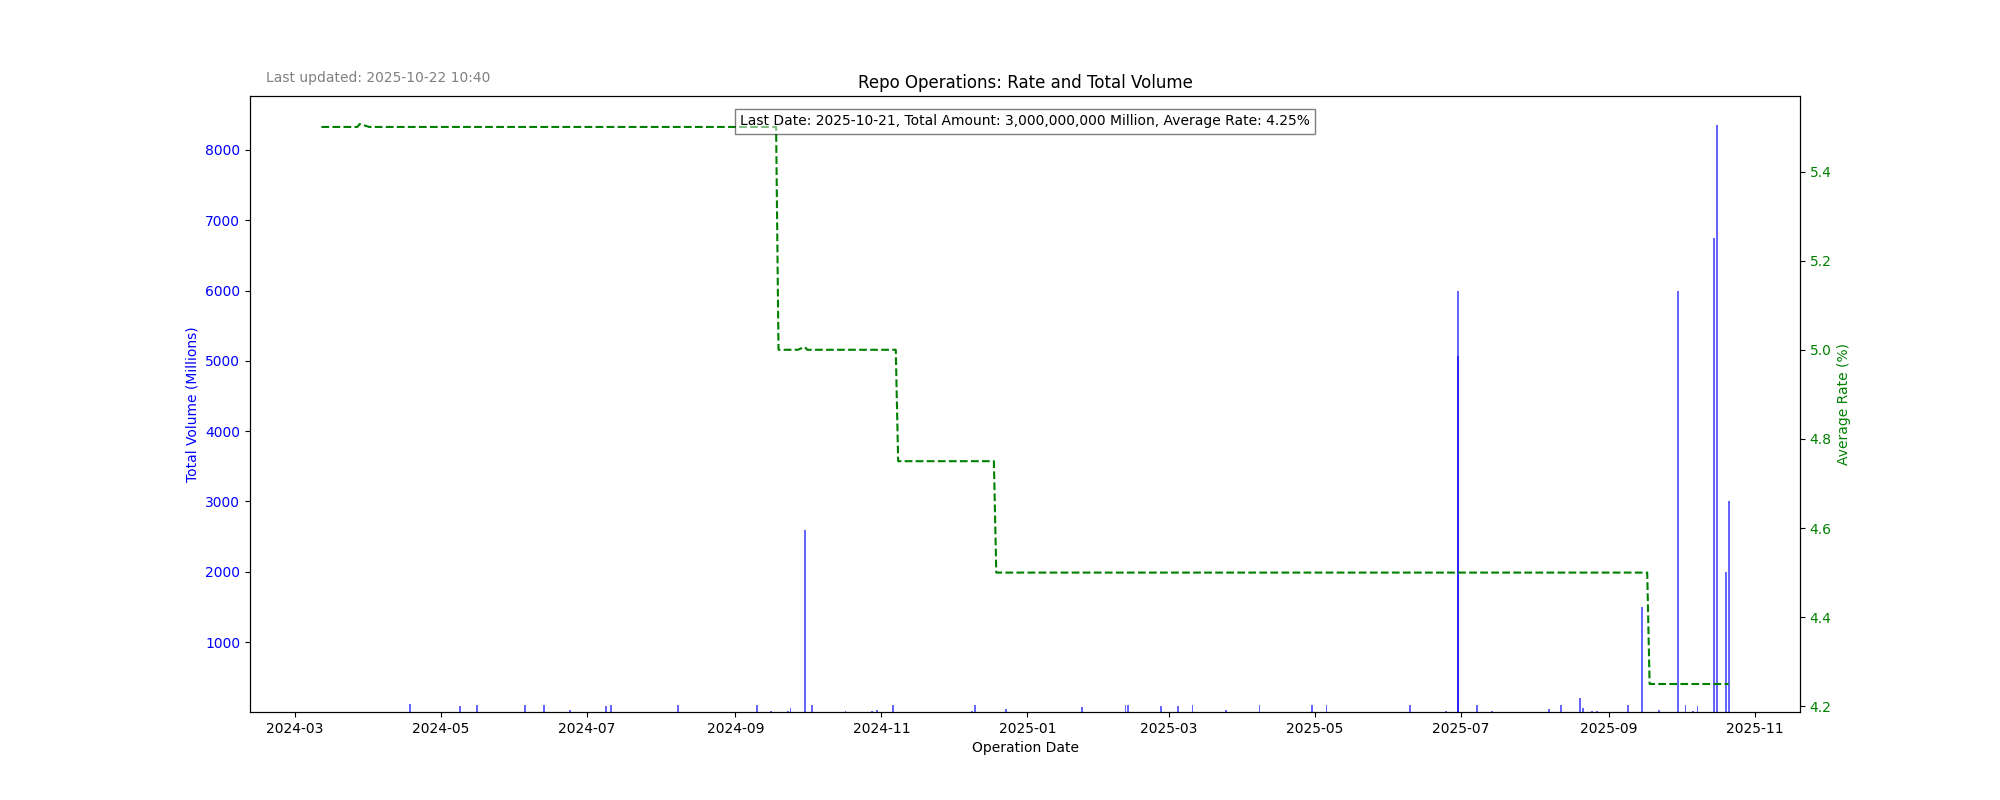 Last updated: 2025-10-22 10:40
Repo Operations: Rate and Total Volume
Last Date: 2025-10-21, Total Amount: 3,000,000,000 Million, Average Rate: 4.25%
Total Volume (Millions)
8000
7000
6000
5000
4000
3000
2000
1000
5.4
5.2
5.0
4.8
4.6
4.4
4.2
Average Rate (%)
2024-03 2024-05 2024-07 2024-09 2024-11 2025-01 2025-03 2025-05 2025-07 2025-09 2025-11
Operation Date